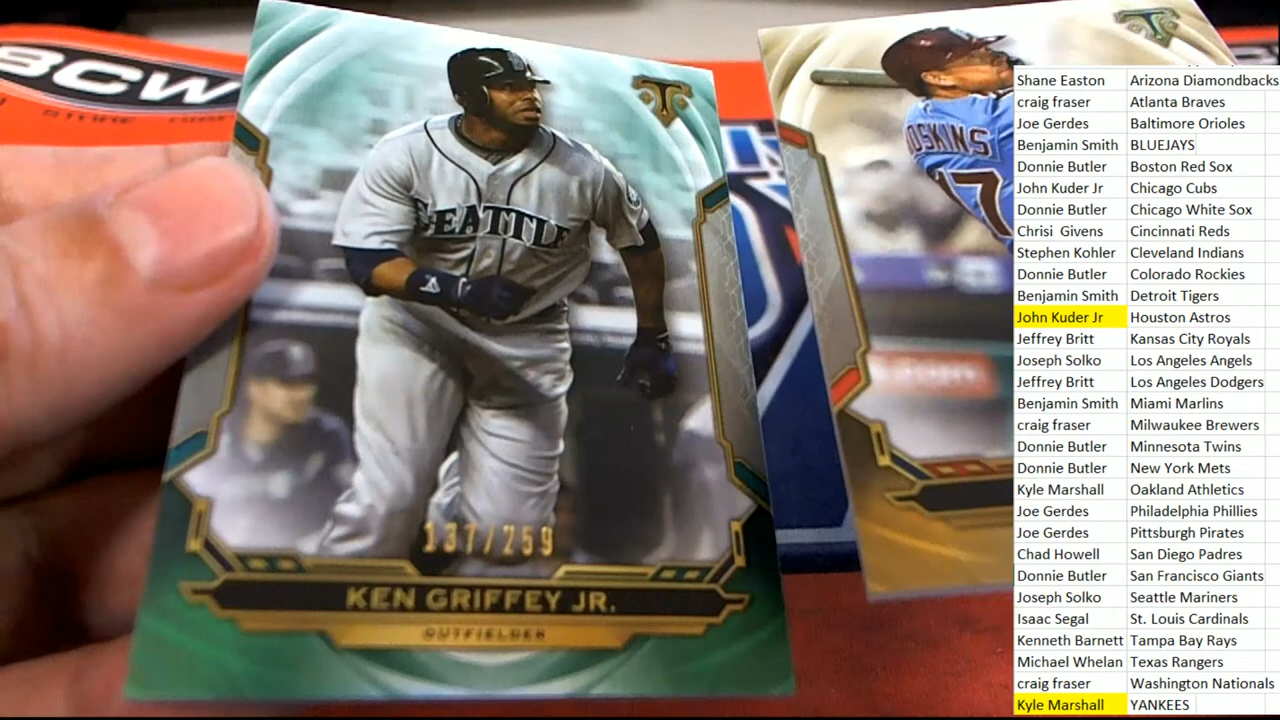 BCW
SEATTLE
137/259
KEN GRIFFEY JR.
OUTFIELDER
OSKINS
17
Shane Easton Arizona Diamondbacks
craig fraser Atlanta Braves
Joe Gerdes Baltimore Orioles
Benjamin Smith BLUEJAYS
Donnie Butler Boston Red Sox
John Kuder Jr Chicago Cubs
Donnie Butler Chicago White Sox
Chrisi Givens Cincinnati Reds
Stephen Kohler Cleveland Indians
Donnie Butler Colorado Rockies
Benjamin Smith Detroit Tigers
John Kuder Jr Houston Astros
Jeffrey Britt Kansas City Royals
Joseph Solko Los Angeles Angels
Jeffrey Britt Los Angeles Dodgers
Benjamin Smith Miami Marlins
craig fraser Milwaukee Brewers
Donnie Butler Minnesota Twins
Donnie Butler New York Mets
Kyle Marshall Oakland Athletics
Joe Gerdes Philadelphia Phillies
Joe Gerdes Pittsburgh Pirates
Chad Howell San Diego Padres
Donnie Butler San Francisco Giants
Joseph Solko Seattle Mariners
Isaac Segal St. Louis Cardinals
Kenneth Barnett Tampa Bay Rays
Michael Whelan Texas Rangers
craig fraser Washington Nationals
Kyle Marshall YANKEES